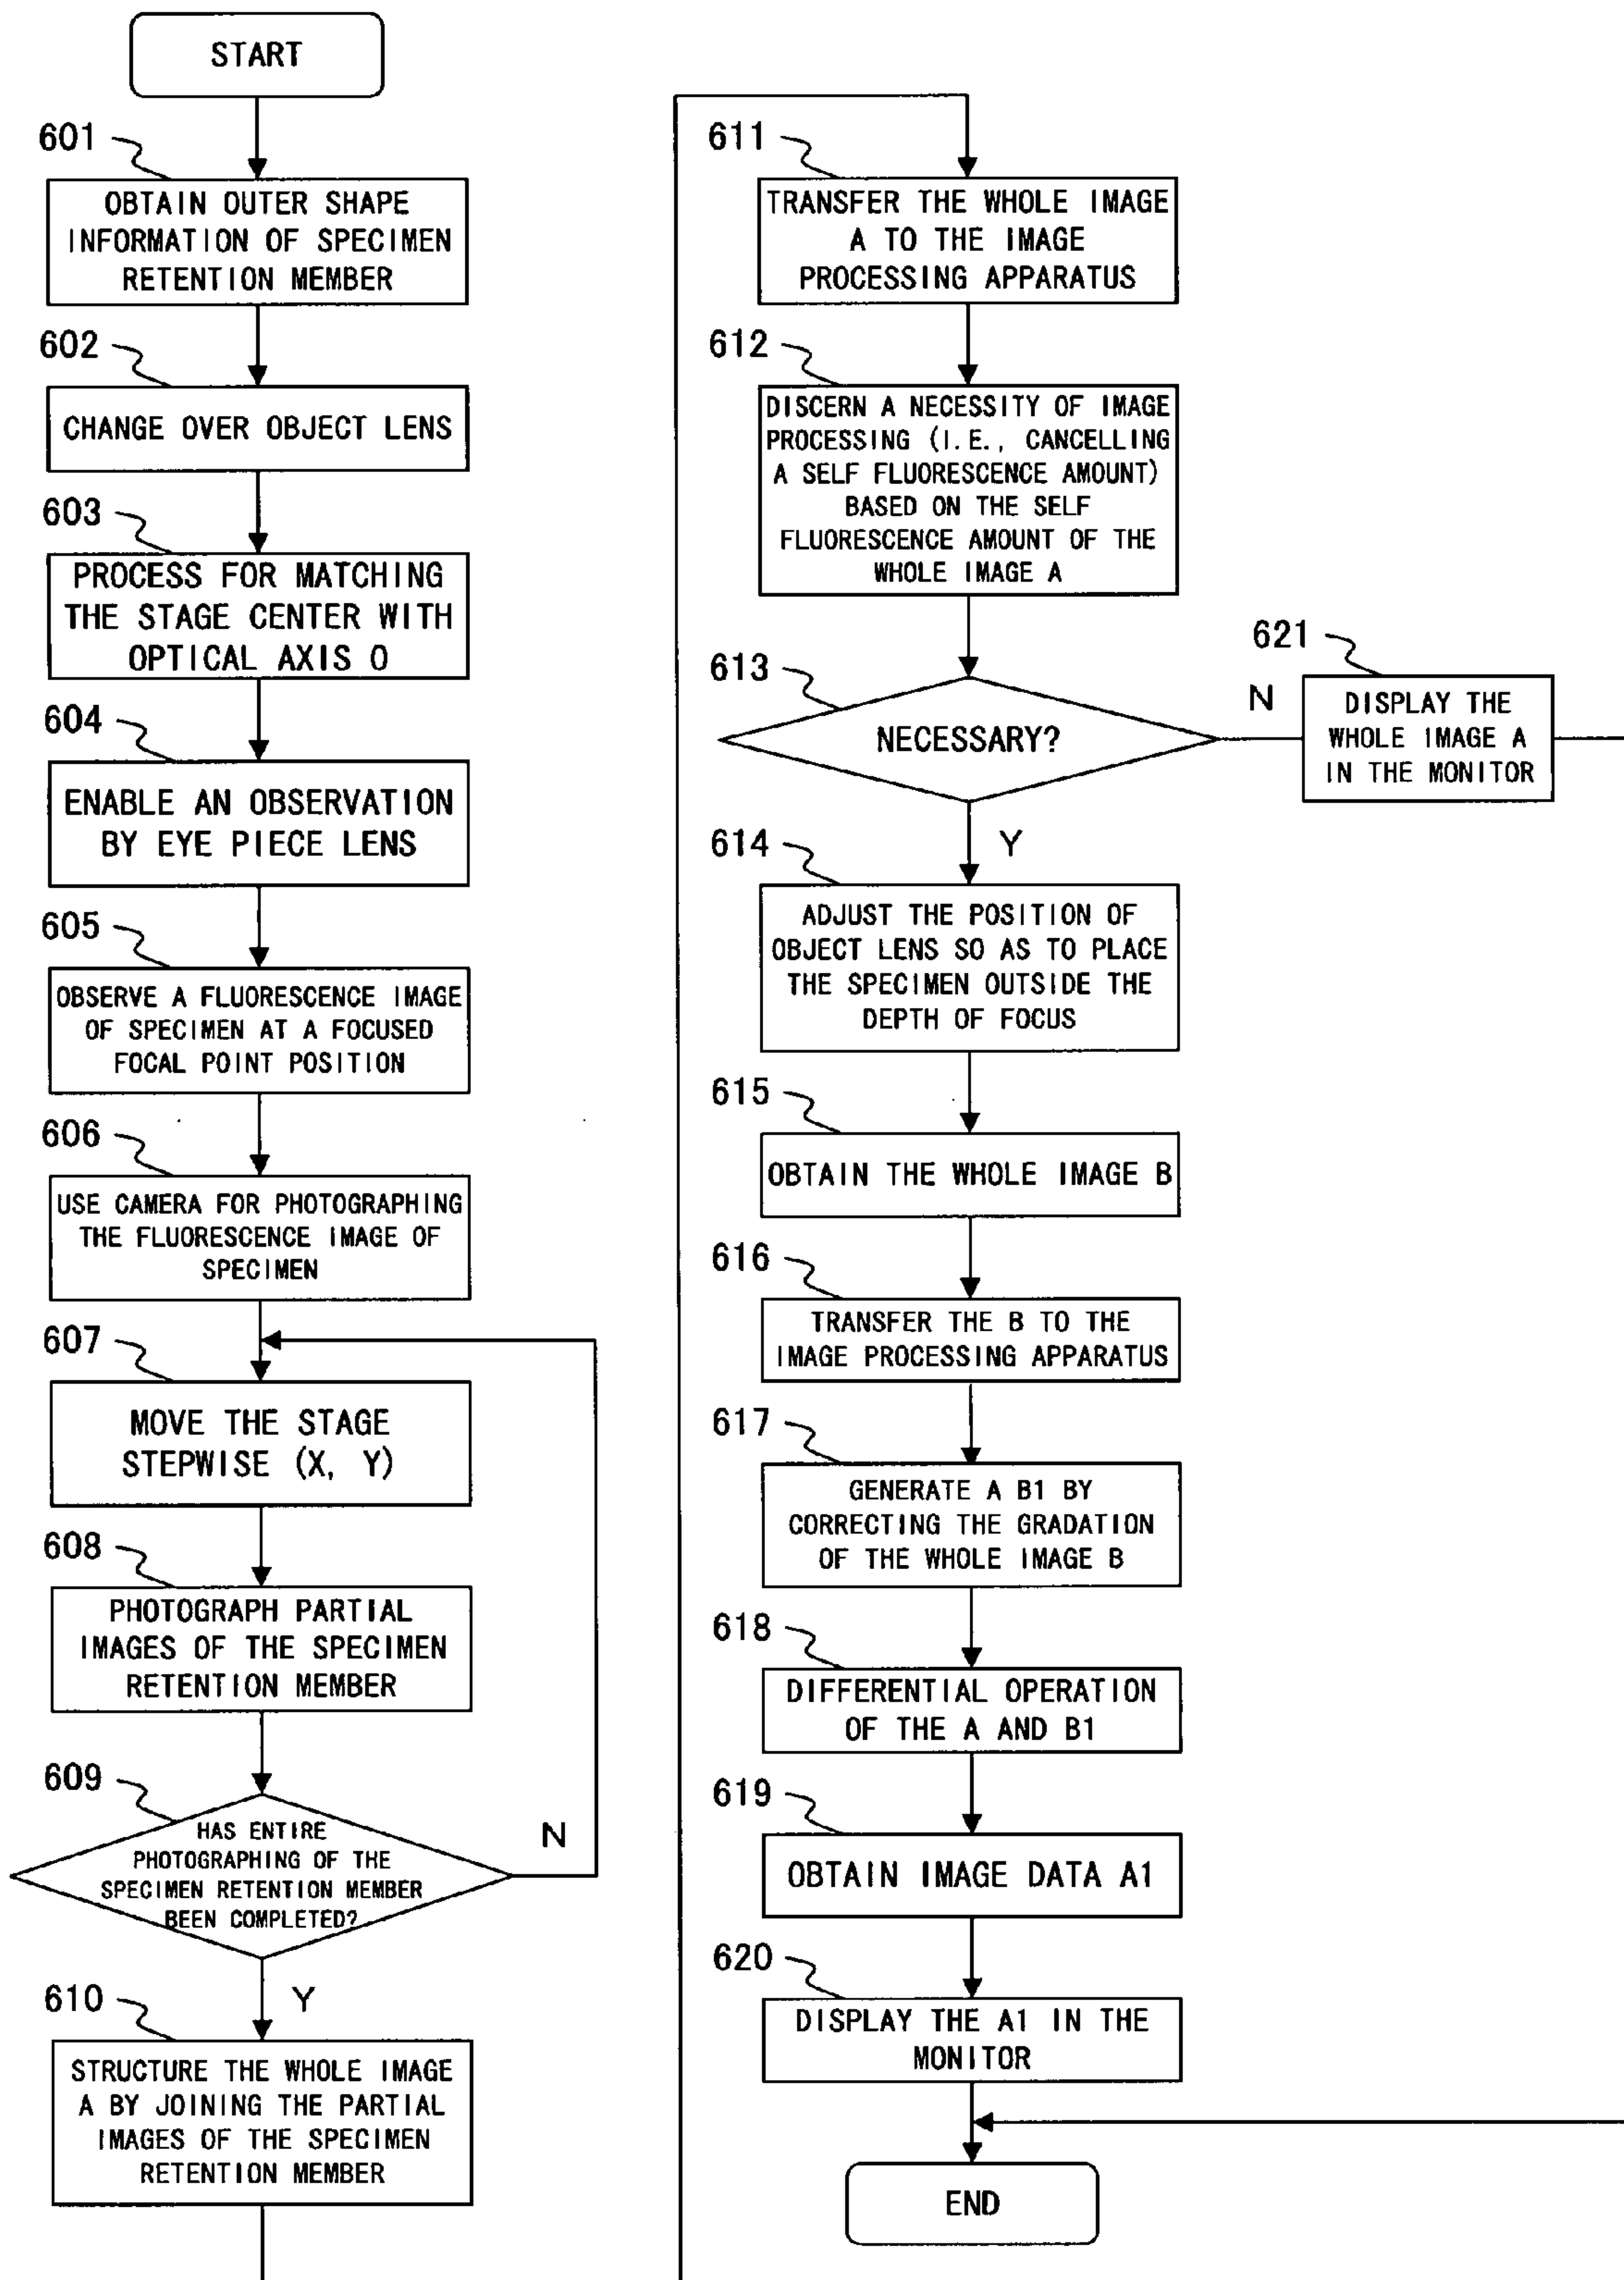 START
601
OBTAIN OUTER SHAPE
INFORMATION OF SPECIMEN
RETENTION MEMBER
602
CHANGE OVER OBJECT LENS
603
PROCESS FOR MATCHING
THE STAGE CENTER WITH
OPTICAL AXIS O
604
ENABLE AN OBSERVATION
BY EYE PIECE LENS
605
OBSERVE A FLUORESCENCE IMAGE
OF SPECIMEN AT A FOCUSED
FOCAL POINT POSITION
606
USE CAMERA FOR PHOTOGRAPHING
THE FLUORESCENCE IMAGE OF
SPECIMEN
607
MOVE THE STAGE
STEPWISE (X, Y)
608
PHOTOGRAPH PARTIAL
IMAGES OF THE SPECIMEN
RETENTION MEMBER
609
HAS ENTIRE
PHOTOGRAPHING OF THE
SPECIMEN RETENTION MEMBER
BEEN COMPLETED?
N
Y
610
STRUCTURE THE WHOLE IMAGE
A BY JOINING THE PARTIAL
IMAGES OF THE SPECIMEN
RETENTION MEMBER
611
TRANSFER THE WHOLE IMAGE
A TO THE IMAGE
PROCESSING APPARATUS
612
DISCERN A NECESSITY OF IMAGE
PROCESSING (I.E., CANCELLING
A SELF FLUORESCENCE AMOUNT)
BASED ON THE SELF
FLUORESCENCE AMOUNT OF THE
WHOLE IMAGE A
613
NECESSARY?
N
621
DISPLAY THE
WHOLE IMAGE A
IN THE MONITOR
Y
614
ADJUST THE POSITION OF
OBJECT LENS SO AS TO PLACE
THE SPECIMEN OUTSIDE THE
DEPTH OF FOCUS
615
OBTAIN THE WHOLE IMAGE B
616
TRANSFER THE B TO THE
IMAGE PROCESSING APPARATUS
617
GENERATE A B1 BY
CORRECTING THE GRADATION
OF THE WHOLE IMAGE B
618
DIFFERENTIAL OPERATION
OF THE A AND B1
619
OBTAIN IMAGE DATA A1
620
DISPLAY THE A1 IN THE
MONITOR
END